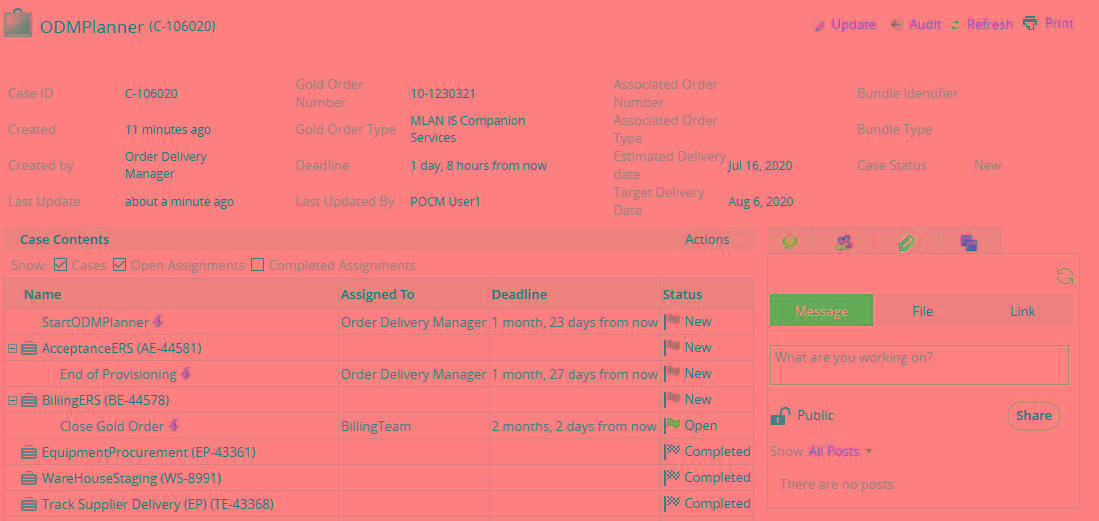 ODMPlanner (C-106020)
Update Audit Refresh Print
Case ID C-106020 Gold Order Number 10-1230321 Associated Order Number Bundle Identifier
Created 11 minutes ago Gold Order Type MLAN IS Companion Services Associated Order Type Bundle Type
Created by Order Delivery Manager Deadline 1 day, 8 hours from now Estimated Delivery date Jul 16, 2020 Case Status New
Last Update about a minute ago Last Updated By POCM User1 Target Delivery Date Aug 6, 2020
Case Contents Actions
Show: Cases Open Assignments Completed Assignments
Name Assigned To Deadline Status
StartODMPlanner Order Delivery Manager 1 month, 23 days from now New
AcceptanceERS (AE-44581) New
End of Provisioning Order Delivery Manager 1 month, 27 days from now New
BillingERS (BE-44578) New
Close Gold Order BillingTeam 2 months, 2 days from now Open
EquipmentProcurement (EP-43361) Completed
WareHouseStaging (WS-8991) Completed
Track Supplier Delivery (EP) (TE-43368) Completed
Message File Link
What are you working on?
Public Share
Show: All Posts
There are no posts